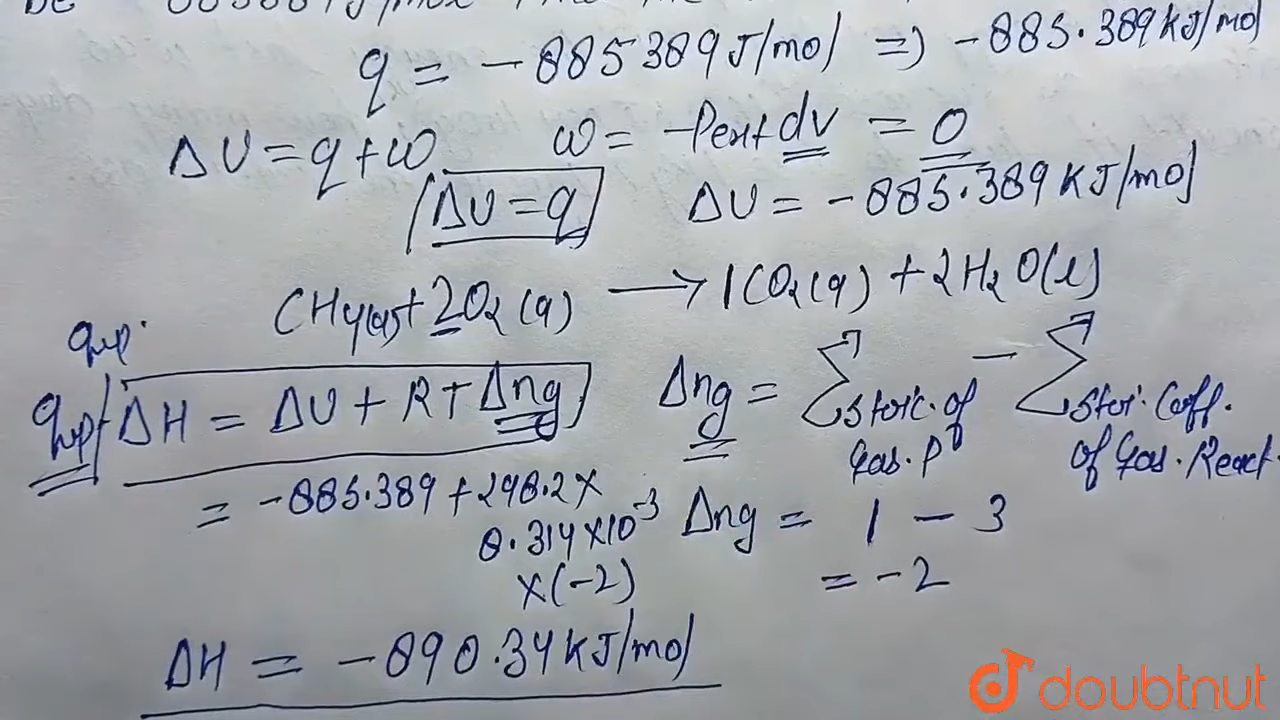 q = - 885389 J/mol => -885.389 KJ/mol
ΔU = q + w w = -Pext dv = 0
ΔU = q ΔU = -885.389 KJ/mol
CH4(g) + 2O2(g) → 1CO2(g) + 2H2O(l)
qp.
qp ΔH = ΔU + RTΔng Δng = Σ Stoic. of Gas. P - Σ Stoi. Coff. of Gas. React.
= -885.389 + 298.2 ×
8.314×10-3 Δng = 1 - 3
×(-2) = -2
ΔH = -890.34 KJ/mol
doubtnut